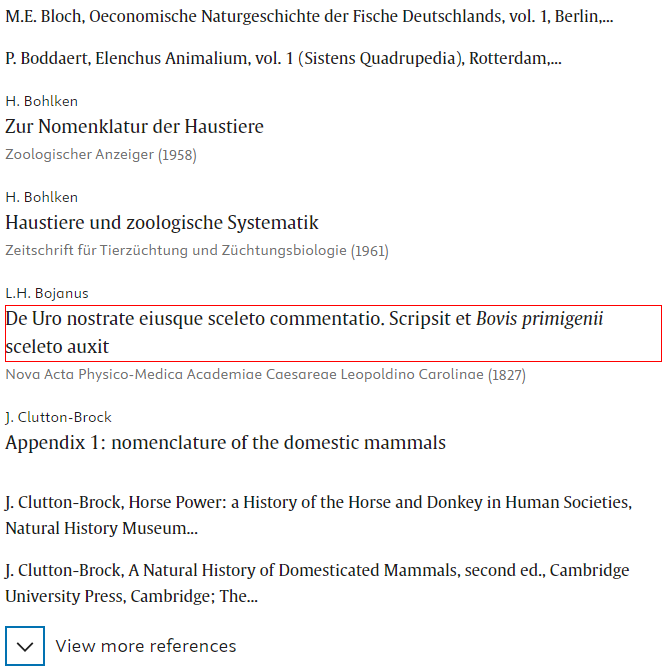 M.E. Bloch, Oeconomische Naturgeschichte der Fische Deutschlands, vol. 1, Berlin,...
P. Boddaert, Elenchus Animalium, vol. 1 (Sistens Quadrupedia), Rotterdam,...
H. Bohlken
Zur Nomenklatur der Haustiere
Zoologischer Anzeiger (1958)
H. Bohlken
Haustiere und zoologische Systematik
Zeitschrift für Tierzüchtung und Züchtungsbiologie (1961)
L.H. Bojanus
De Uro nostrate eiusque sceleto commentatio. Scripsit et Bovis primigenii
sceleto auxit
Nova Acta Physico-Medica Academiae Caesareae Leopoldino Carolinae (1827)
J. Clutton-Brock
Appendix 1: nomenclature of the domestic mammals
J. Clutton-Brock, Horse Power: a History of the Horse and Donkey in Human Societies,
Natural History Museum...
J. Clutton-Brock, A Natural History of Domesticated Mammals, second ed., Cambridge
University Press, Cambridge; The...
View more references